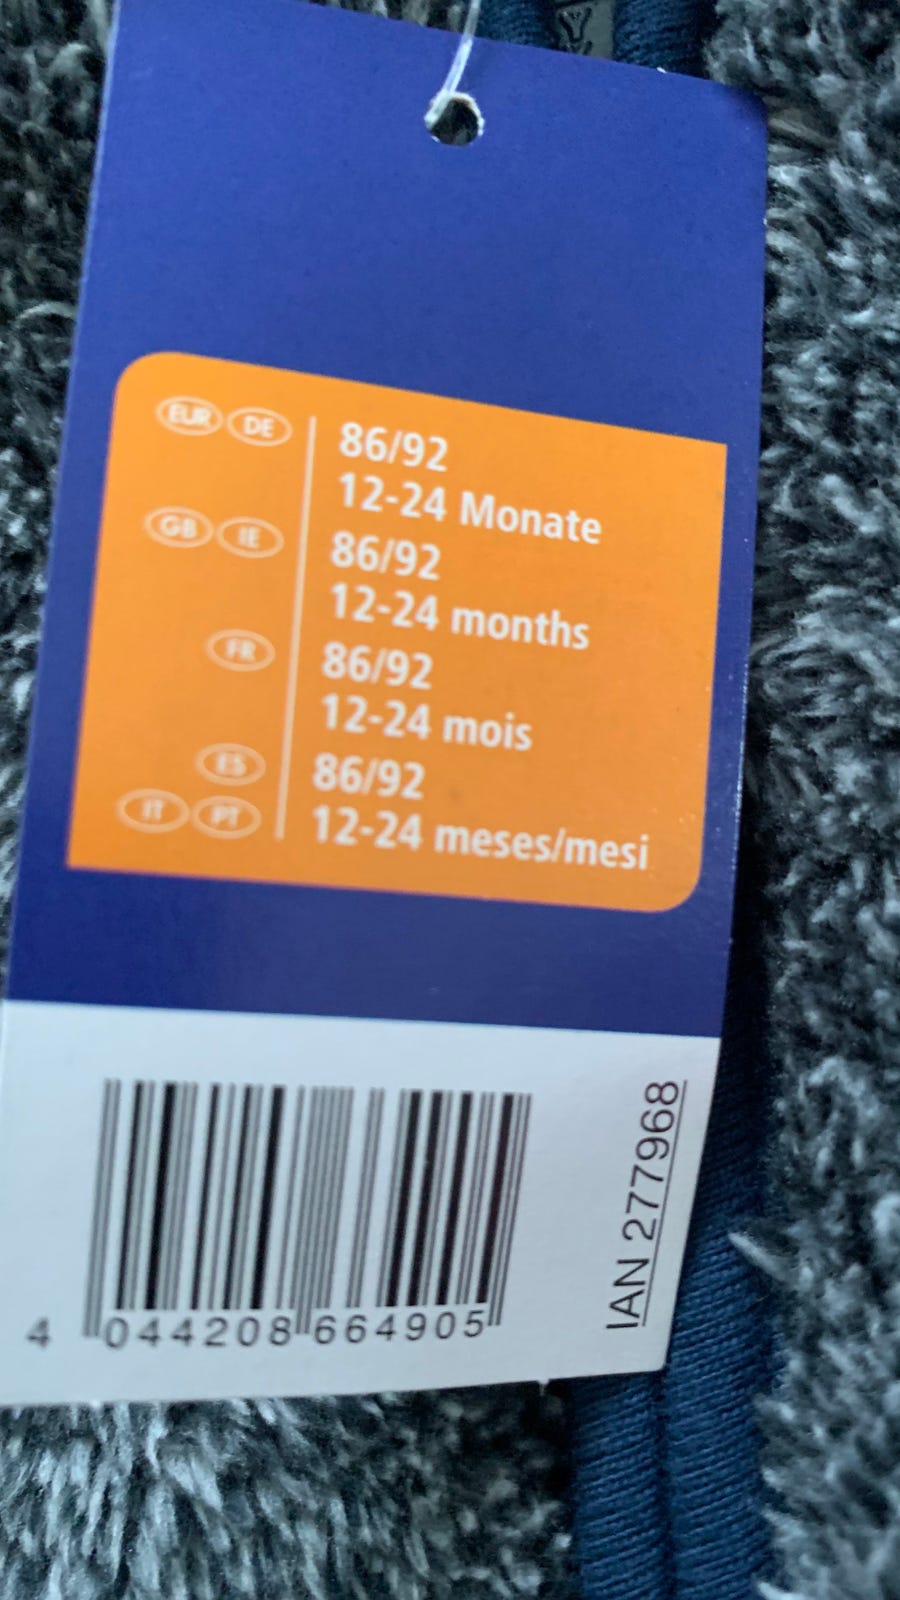 EUR DE 86/92
12-24 Monate
GB IE 86/92
12-24 months
FR 86/92
12-24 mois
ES 86/92
IT PT 12-24 meses/mesi
IAN 277968
4 044208 664905